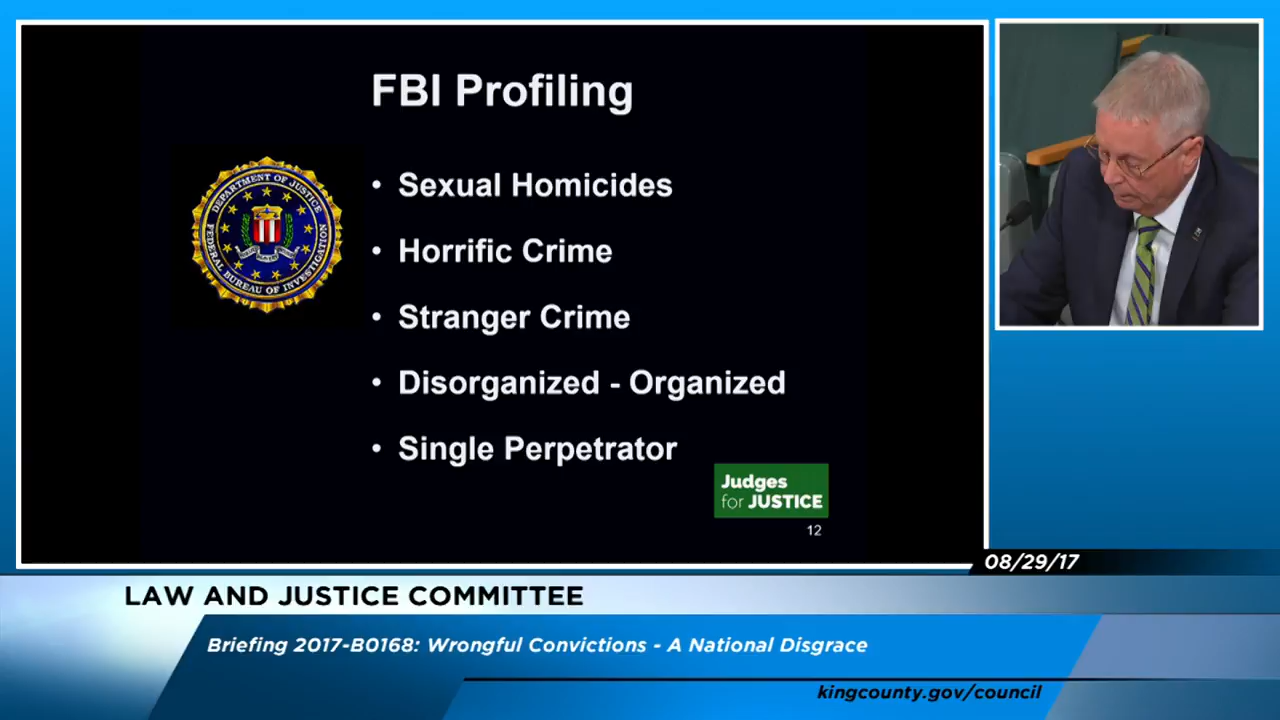 FBI Profiling
DEPARTMENT OF JUSTICE
FEDERAL BUREAU OF INVESTIGATION
• Sexual Homicides
• Horrific Crime
• Stranger Crime
• Disorganized - Organized
• Single Perpetrator
Judges
for JUSTICE
12
08/29/17
LAW AND JUSTICE COMMITTEE
Briefing 2017-B0168: Wrongful Convictions - A National Disgrace
kingcounty.gov/council